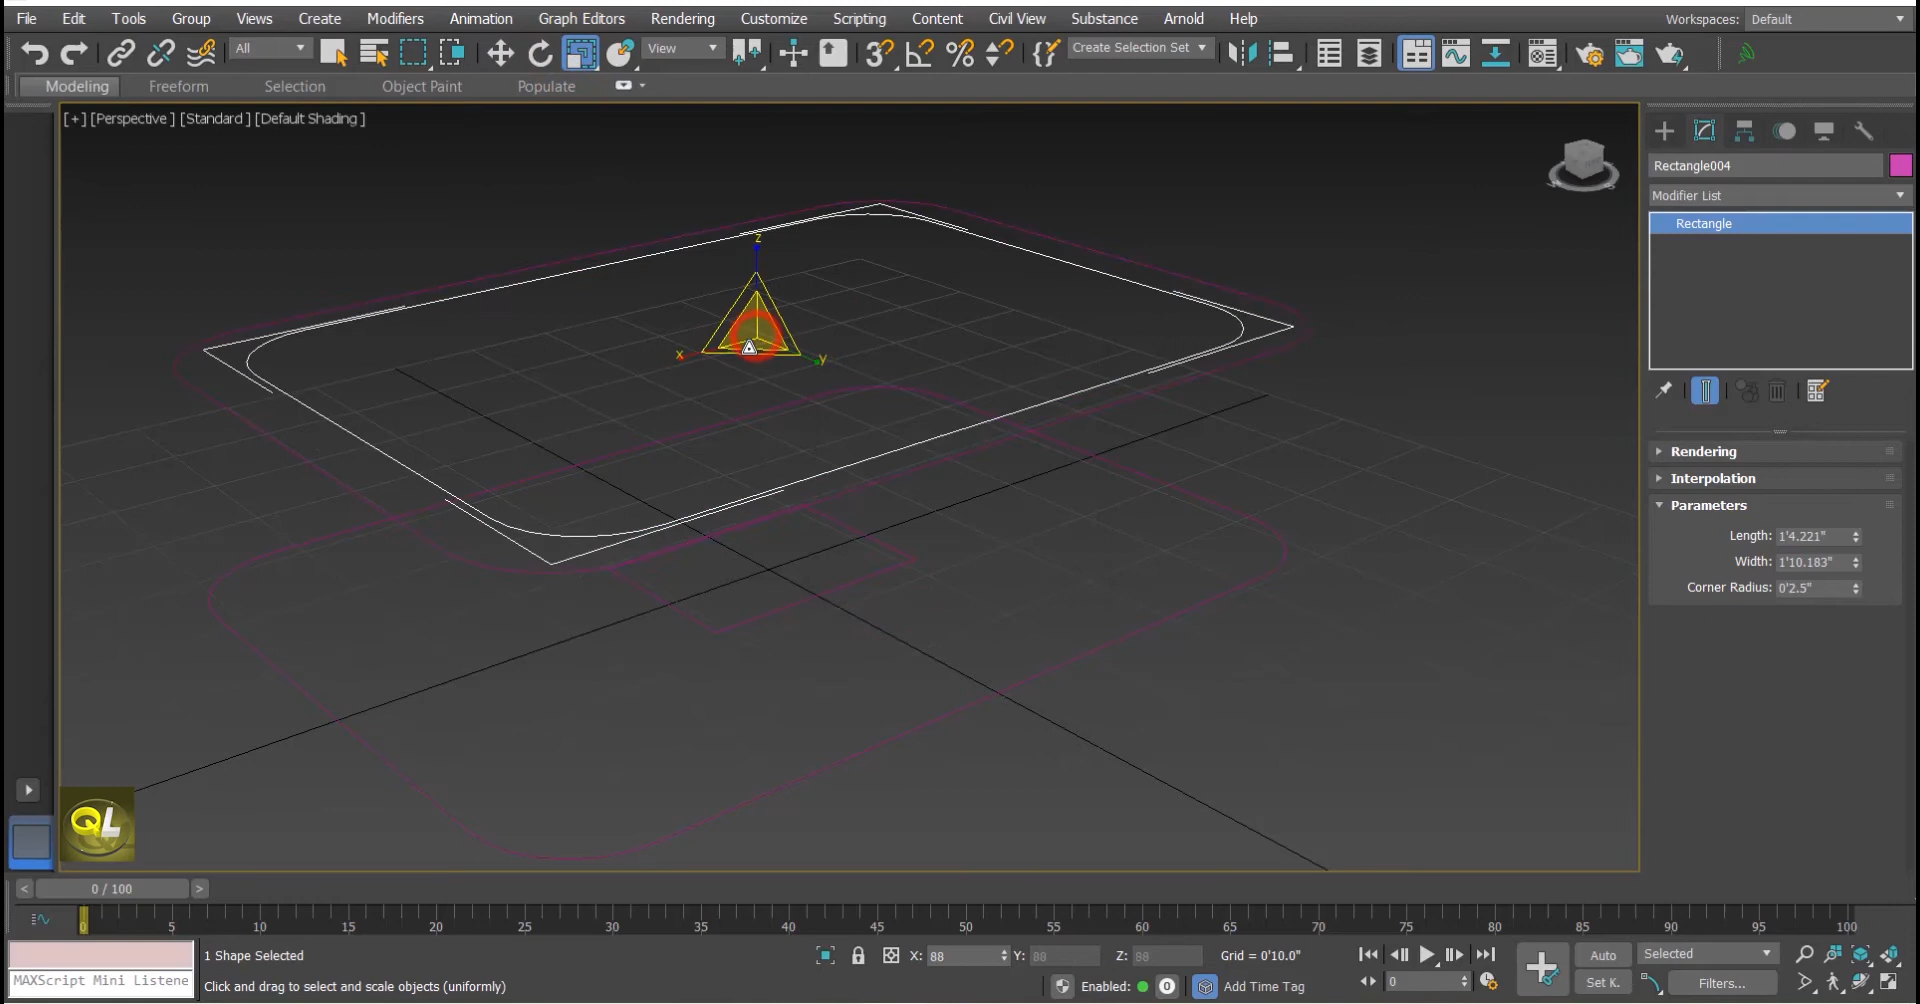 File Edit Tools Group Views Create Modifiers Animation Graph Editors Rendering Customize Scripting Content Civil View Substance Arnold Help Workspaces: Default
All View Create Selection Set
Modeling Freeform Selection Object Paint Populate
[+] [Perspective ] [Standard ] [Default Shading ]
Rectangle004
Modifier List
Rectangle
z
x
y
Rendering
Interpolation
Parameters
Length: 1'4.221"
Width: 1'10.183"
Corner Radius: 0'2.5"
QL
< 0 / 100 >
0 5 10 15 20 25 30 35 40 45 50 55 60 65 70 75 80 85 90 95 100
1 Shape Selected X: 88 Y: 88 Z: 88 Grid = 0'10.0" Auto Selected
MAXScript Mini Listene Click and drag to select and scale objects (uniformly) Enabled: 0 Add Time Tag 0 Set K. Filters...